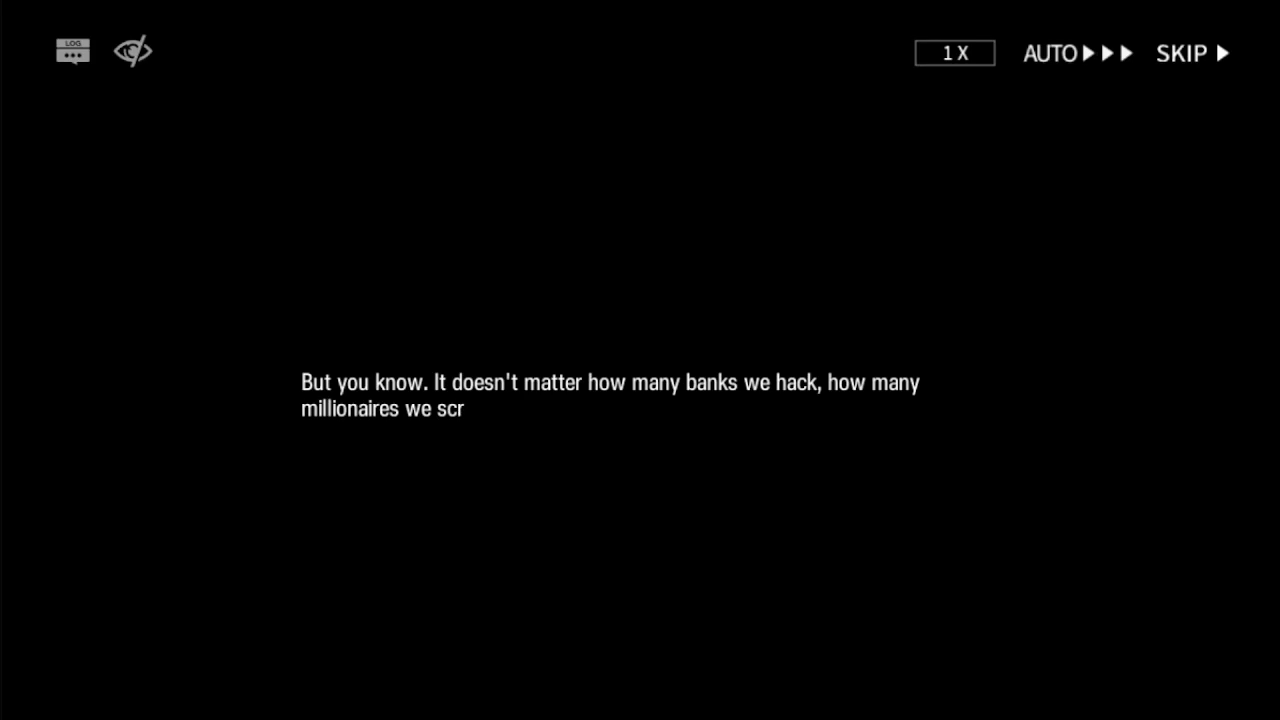 LOG
1 X
AUTO
SKIP
But you know. It doesn't matter how many banks we hack, how many
millionaires we scr